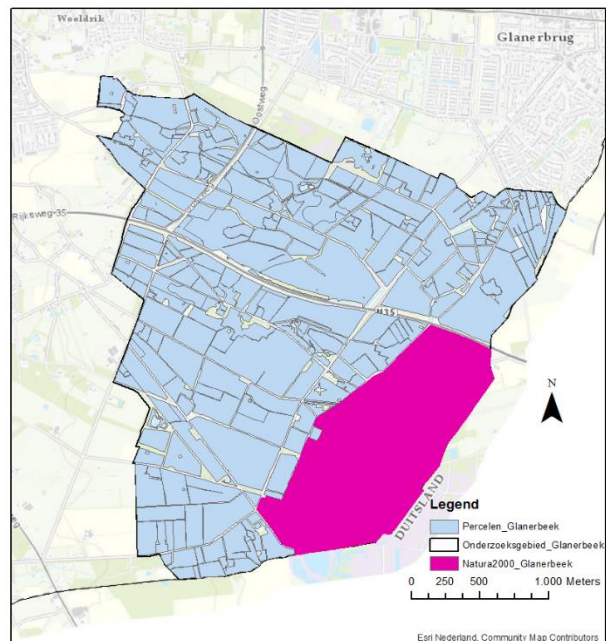 Wooldrik
Glanerbrug
Oostweg
Rijksweg 35
N35
N
DUITSLAND
Legend
Percelen_Glanerbeek
Onderzoeksgebied_Glanerbeek
Natura2000_Glanerbeek
0 250 500 1.000 Meters
Esri Nederland, Community Map Contributors